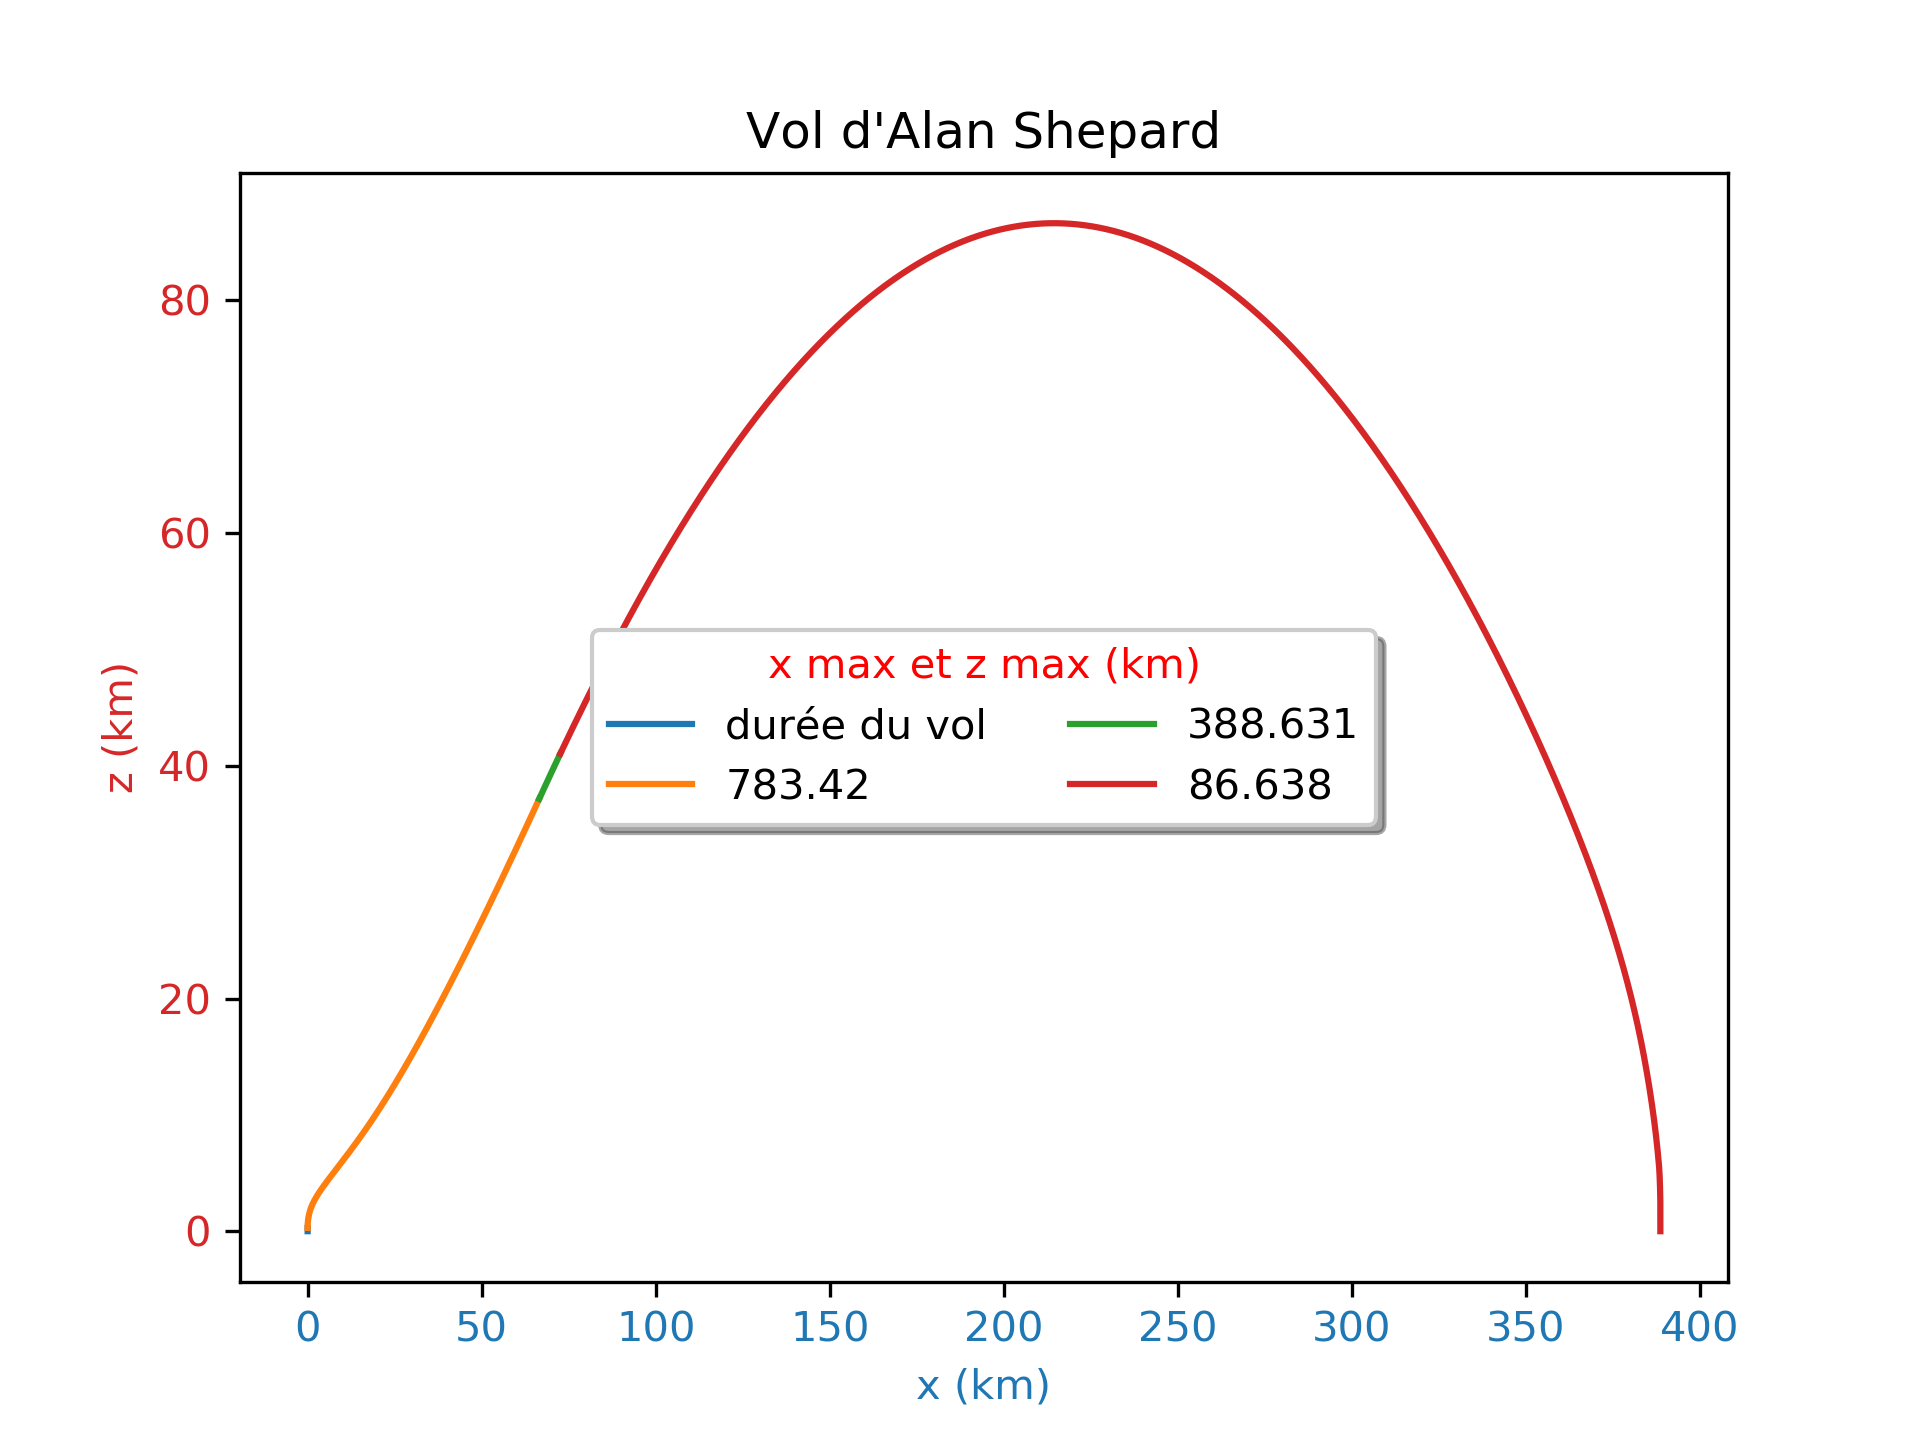 Vol d'Alan Shepard
z (km)
80
60
40
20
0
x max et z max (km)
durée du vol 388.631
783.42 86.638
0 50 100 150 200 250 300 350 400
x (km)